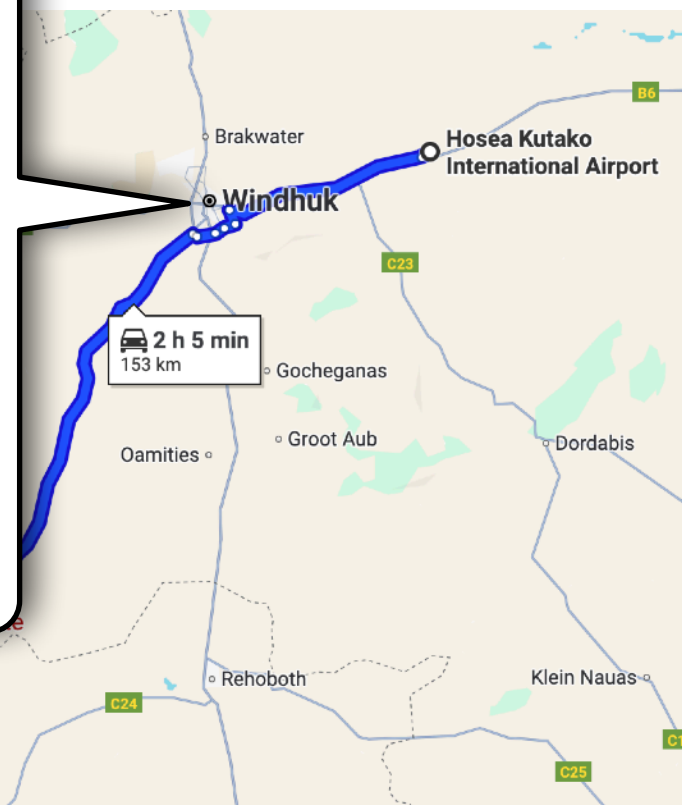 B6
Brakwater
Hosea Kutako
International Airport
Windhuk
C23
2 h 5 min
153 km
Gocheganas
Groot Aub
Oamities
Dordabis
Rehoboth
Klein Nauas
C24
C25